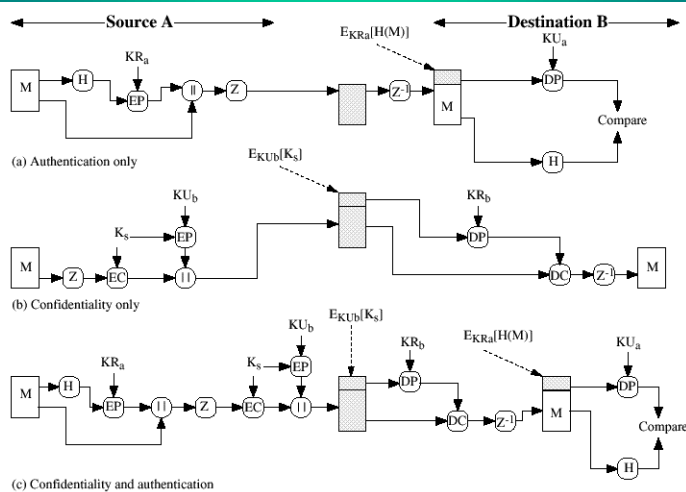 Source A
Destination B
E_KRa[H(M)]
KU_a
KR_a
M
H
EP
||
Z
Z⁻¹
M
DP
Compare
H
(a) Authentication only
E_KUb[K_s]
KU_b
KR_b
K_s
EP
DP
M
Z
EC
||
DC
Z⁻¹
M
(b) Confidentiality only
E_KUb[K_s]
KU_b
KR_b
E_KRa[H(M)]
KU_a
KR_a
K_s
EP
DP
DP
M
H
EP
||
Z
EC
||
DC
Z⁻¹
M
Compare
H
(c) Confidentiality and authentication